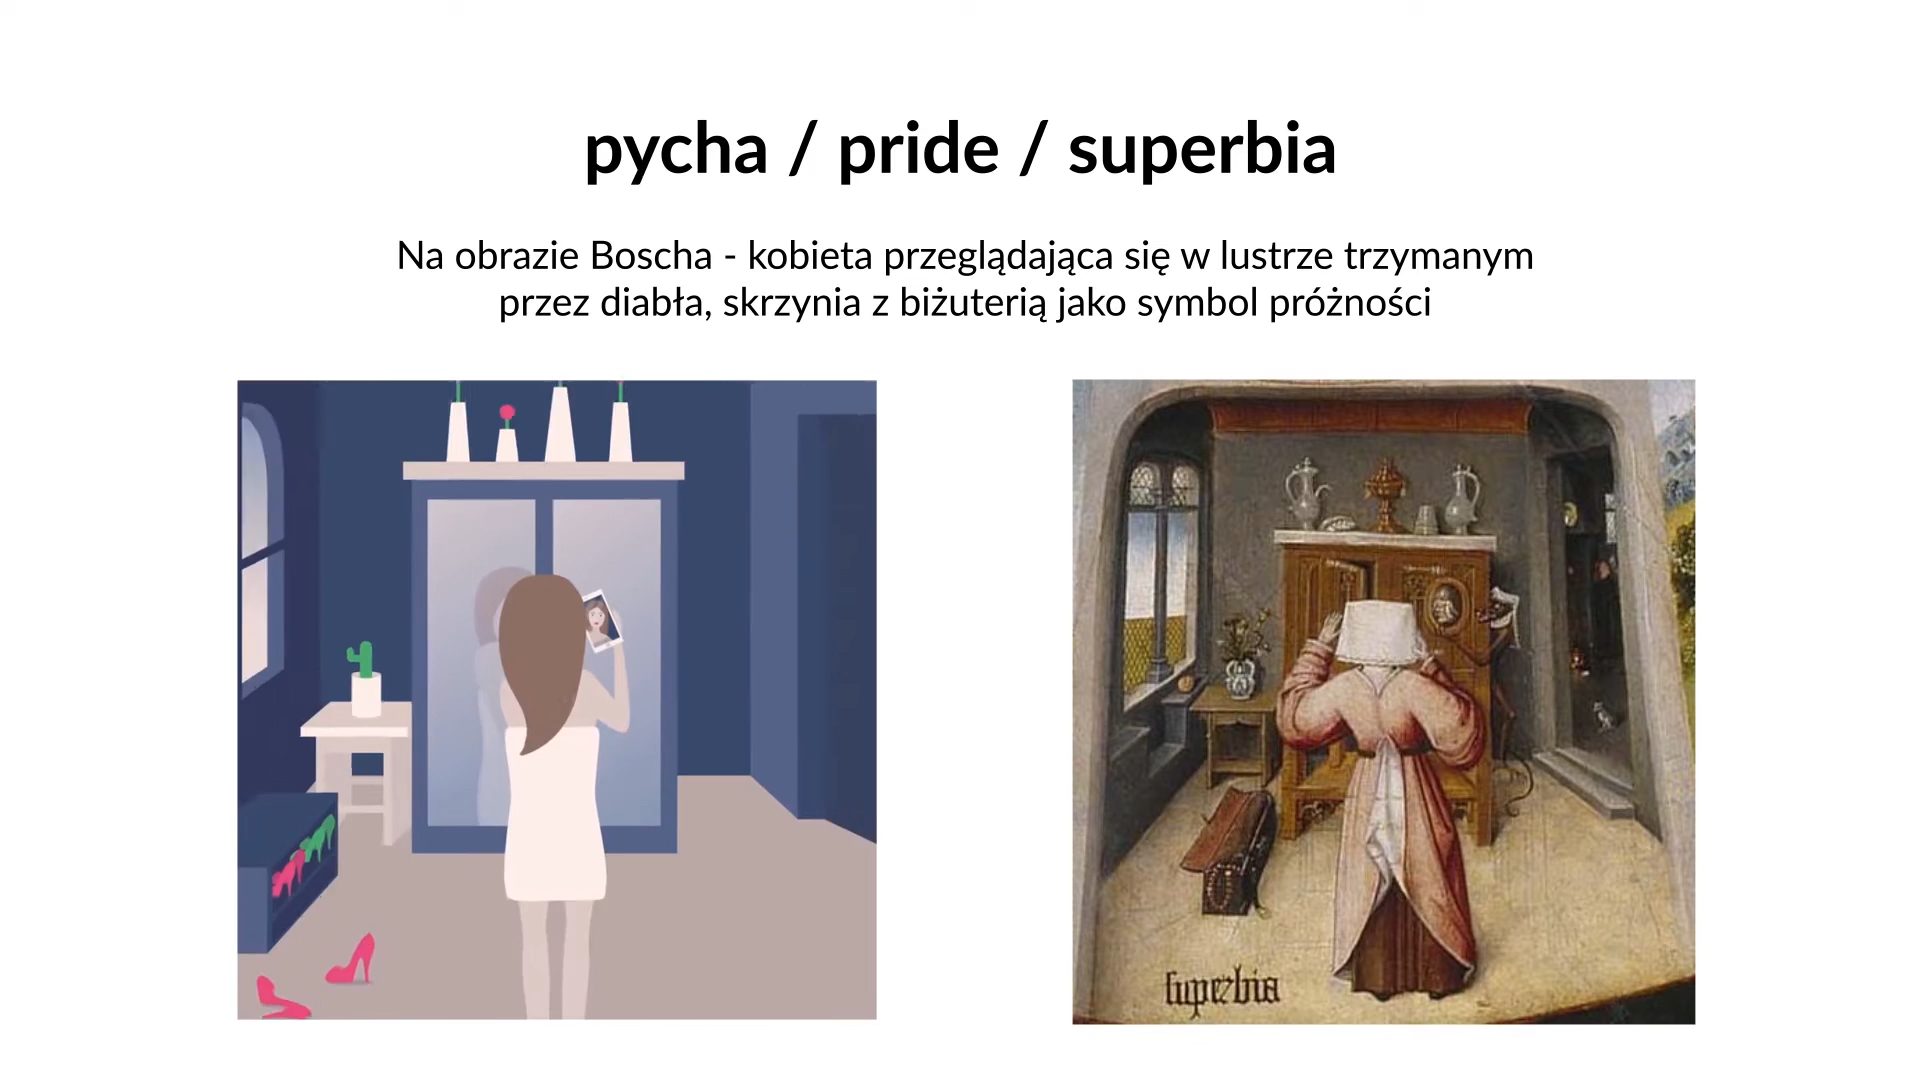 pycha / pride / superbia
Na obrazie Boscha - kobieta przeglądająca się w lustrze trzymanym
przez diabła, skrzynia z biżuterią jako symbol próżności
superbia